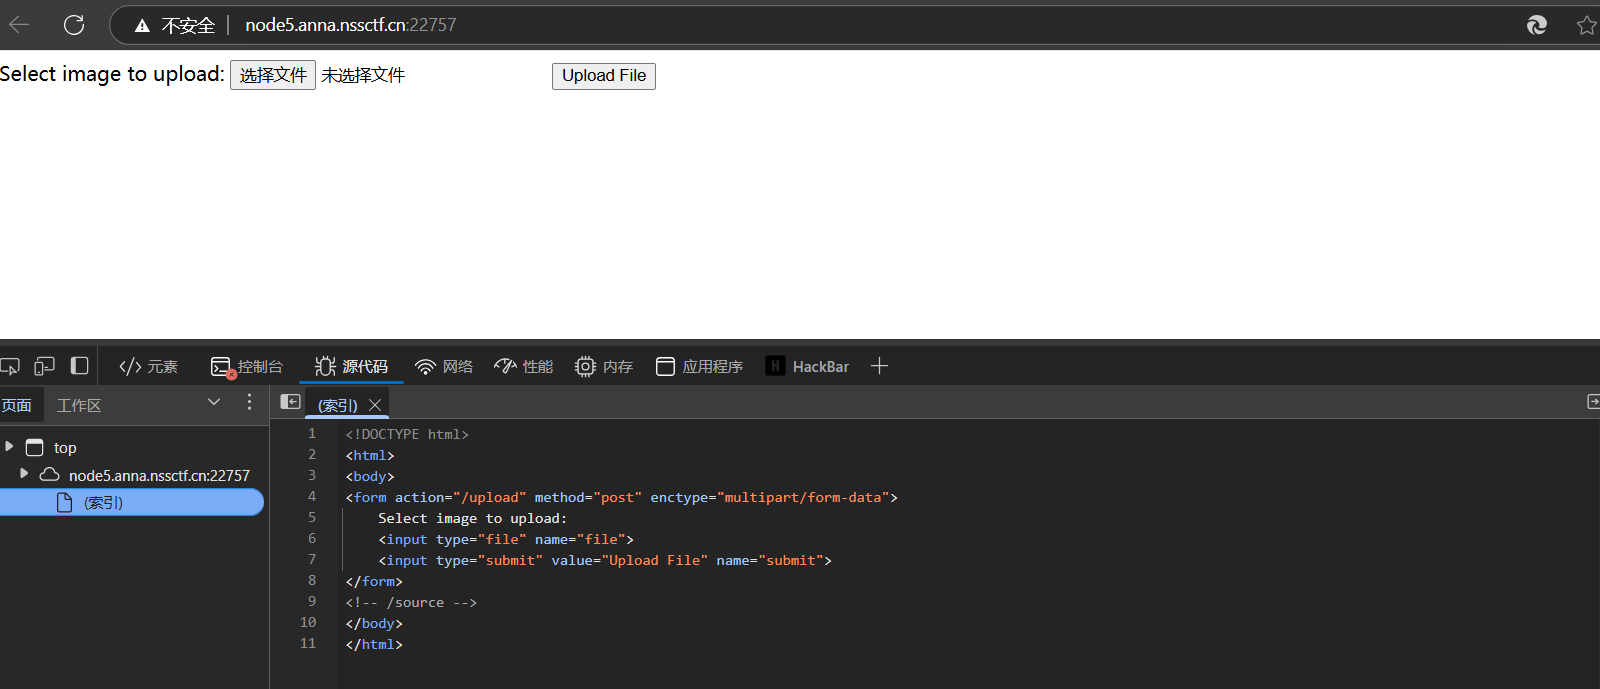 不安全 node5.anna.nssctf.cn:22757
Select image to upload: 选择文件 未选择文件 Upload File
元素 控制台 源代码 网络 性能 内存 应用程序 H HackBar
页面 工作区 (索引)
top
node5.anna.nssctf.cn:22757
(索引)
1 <!DOCTYPE html>
2 <html>
3 <body>
4 <form action="/upload" method="post" enctype="multipart/form-data">
5 Select image to upload:
6 <input type="file" name="file">
7 <input type="submit" value="Upload File" name="submit">
8 </form>
9 <!-- /source -->
10 </body>
11 </html>